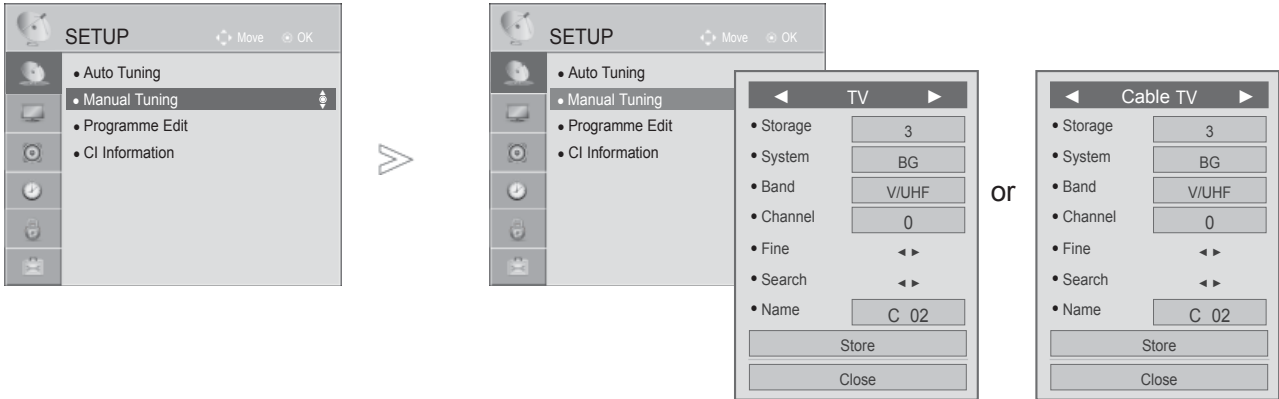 SETUP
Move
OK
• Auto Tuning
• Manual Tuning
• Programme Edit
• CI Information
SETUP
Move
OK
• Auto Tuning
• Manual Tuning
• Programme Edit
• CI Information
◄ TV ►
• Storage 3
• System BG
• Band V/UHF
• Channel 0
• Fine ◄ ►
• Search ◄ ►
• Name C 02
Store
Close
or
◄ Cable TV ►
• Storage 3
• System BG
• Band V/UHF
• Channel 0
• Fine ◄ ►
• Search ◄ ►
• Name C 02
Store
Close